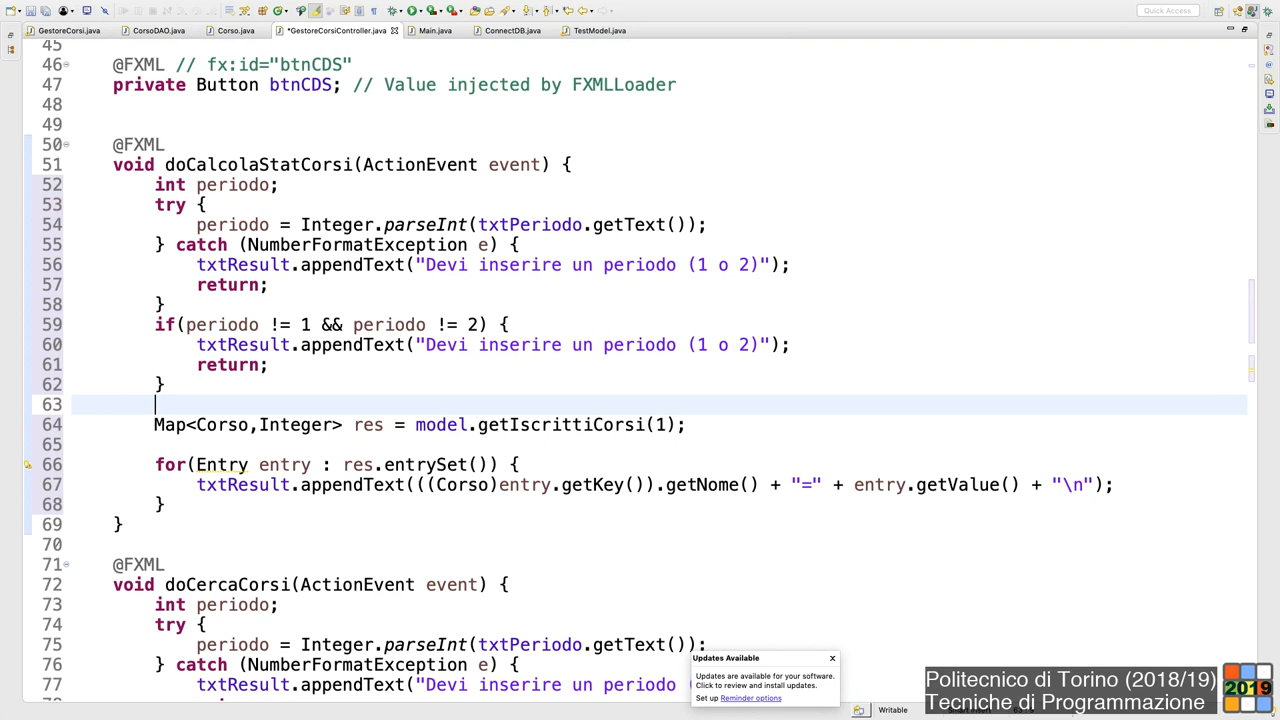 Quick Access
GestoreCorsi.java
CorsoDAO.java
Corso.java
*GestoreCorsiController.java
Main.java
ConnectDB.java
TestModel.java
45
46 @FXML // fx:id="btnCDS"
47 private Button btnCDS; // Value injected by FXMLLoader
48
49
50 @FXML
51 void doCalcolaStatCorsi(ActionEvent event) {
52 int periodo;
53 try {
54 periodo = Integer.parseInt(txtPeriodo.getText());
55 } catch (NumberFormatException e) {
56 txtResult.appendText("Devi inserire un periodo (1 o 2)");
57 return;
58 }
59 if(periodo != 1 && periodo != 2) {
60 txtResult.appendText("Devi inserire un periodo (1 o 2)");
61 return;
62 }
63
64 Map<Corso,Integer> res = model.getIscrittiCorsi(1);
65
66 for(Entry entry : res.entrySet()) {
67 txtResult.appendText(((Corso)entry.getKey()).getNome() + "=" + entry.getValue() + "\n");
68 }
69 }
70
71 @FXML
72 void doCercaCorsi(ActionEvent event) {
73 int periodo;
74 try {
75 periodo = Integer.parseInt(txtPeriodo.getText());
76 } catch (NumberFormatException e) {
77 txtResult.appendText("Devi inserire un periodo
Updates Available
Updates are available for your software.
Click to review and install updates.
Set up Reminder options
Politecnico di Torino (2018/19)
Tecniche di Programmazione
2019
Writable